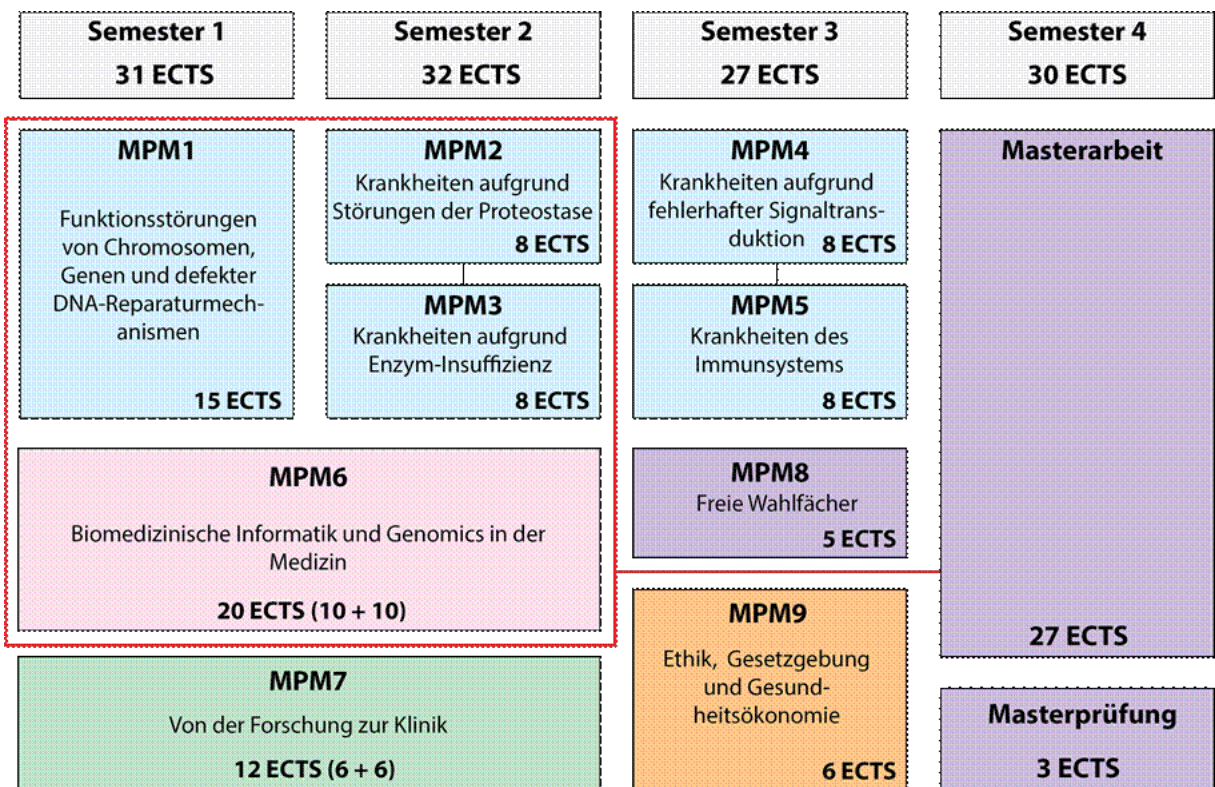 Semester 1
31 ECTS
Semester 2
32 ECTS
Semester 3
27 ECTS
Semester 4
30 ECTS
MPM1
Funktionsstörungen
von Chromosomen,
Genen und defekter
DNA-Reparaturmech-
anismen
15 ECTS
MPM2
Krankheiten aufgrund
Störungen der Proteostase
8 ECTS
MPM3
Krankheiten aufgrund
Enzym-Insuffizienz
8 ECTS
MPM4
Krankheiten aufgrund
fehlerhafter Signaltrans-
duktion 8 ECTS
MPM5
Krankheiten des
Immunsystems
8 ECTS
Masterarbeit
27 ECTS
MPM6
Biomedizinische Informatik und Genomics in der
Medizin
20 ECTS (10 + 10)
MPM8
Freie Wahlfächer
5 ECTS
MPM7
Von der Forschung zur Klinik
12 ECTS (6 + 6)
MPM9
Ethik, Gesetzgebung
und Gesund-
heitsökonomie
6 ECTS
Masterprüfung
3 ECTS